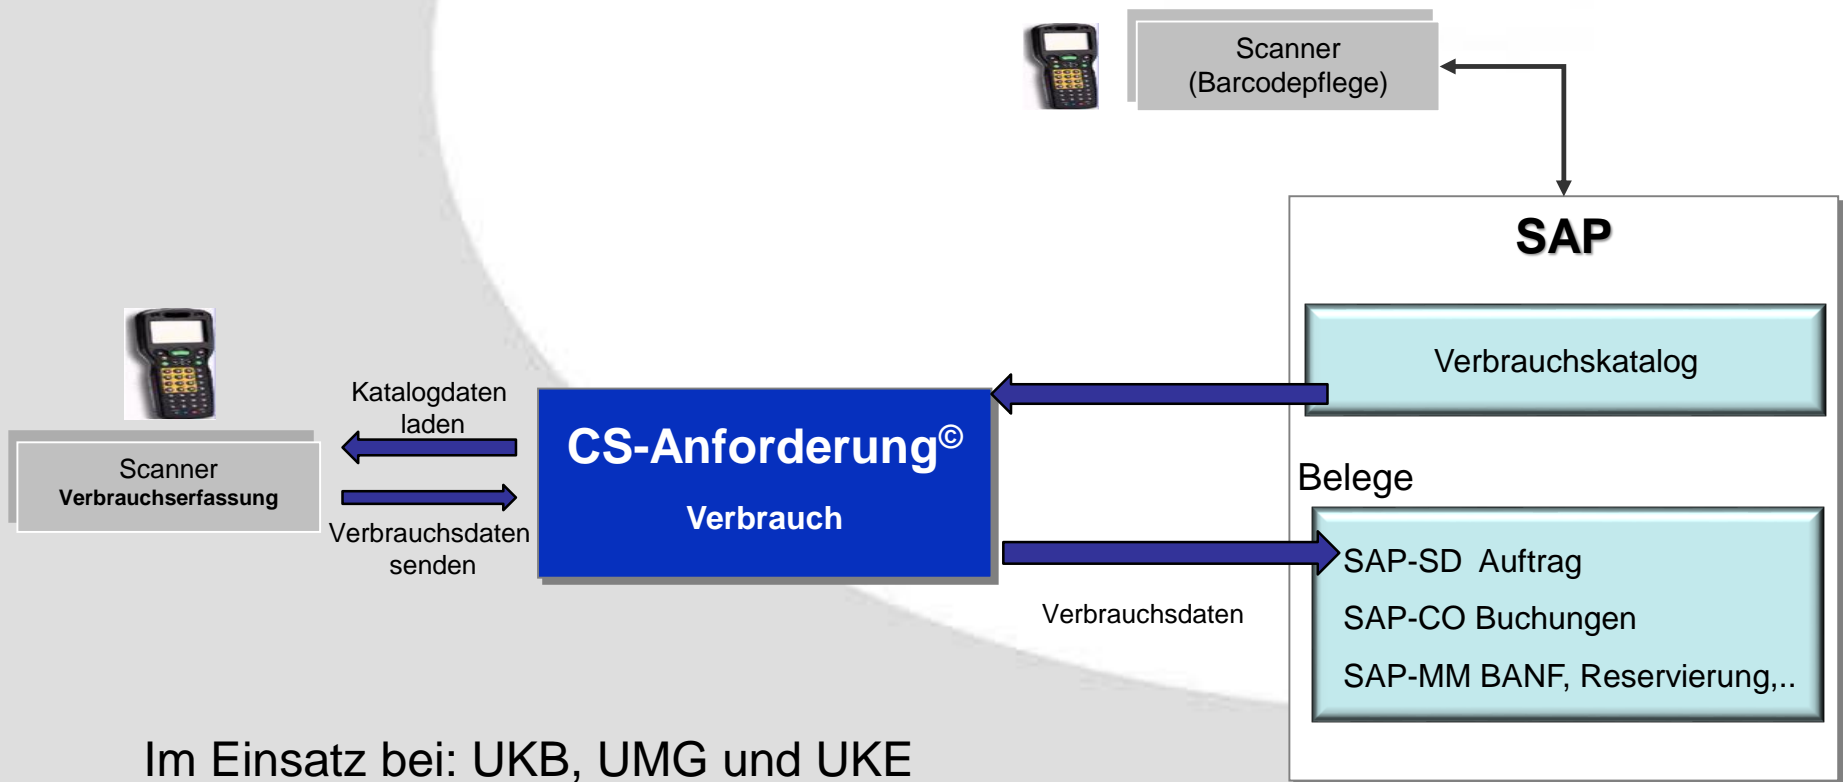 Scanner
(Barcodepflege)
SAP
Verbrauchskatalog
Katalogdaten
laden
Scanner
Verbrauchserfassung
Verbrauchsdaten
senden
CS-Anforderung©
Verbrauch
Verbrauchsdaten
Belege
SAP-SD Auftrag
SAP-CO Buchungen
SAP-MM BANF, Reservierung,..
Im Einsatz bei: UKB, UMG und UKE